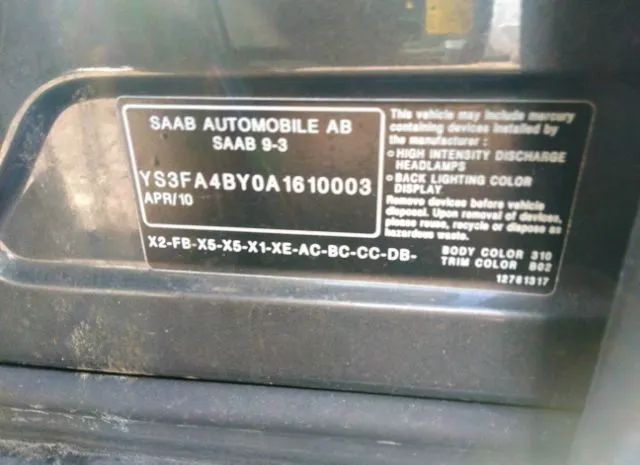 SAAB AUTOMOBILE AB
SAAB 9-3
YS3FA4BY0A1610003
APR/10
This vehicle may include mercury
containing devices installed by
the manufacturer :
○ HIGH INTENSITY DISCHARGE
HEADLAMPS
○ BACK LIGHTING COLOR
DISPLAY
Remove devices before vehicle
disposal. Upon removal of devices,
please reuse, recycle or dispose as
hazardous waste.
X2-FB-X5-X5-X1-XE-AC-BC-CC-DB-
BODY COLOR 310
TRIM COLOR B02
12761317